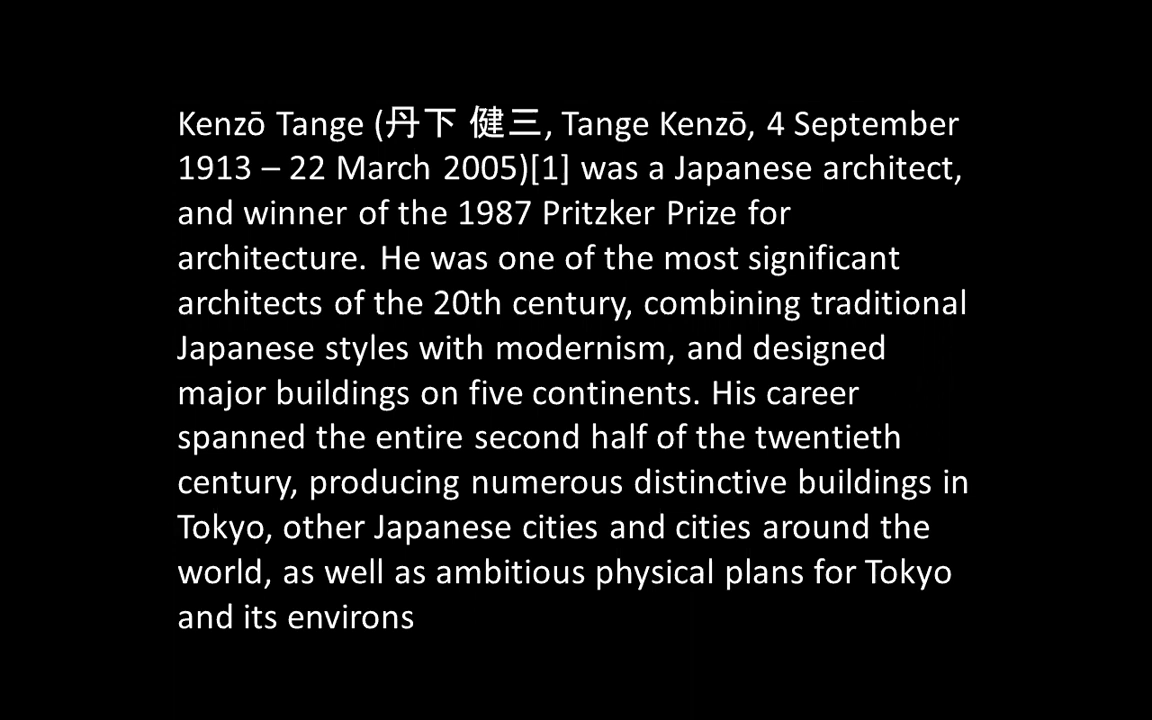 Kenzō Tange (丹下 健三, Tange Kenzō, 4 September
1913 – 22 March 2005)[1] was a Japanese architect,
and winner of the 1987 Pritzker Prize for
architecture. He was one of the most significant
architects of the 20th century, combining traditional
Japanese styles with modernism, and designed
major buildings on five continents. His career
spanned the entire second half of the twentieth
century, producing numerous distinctive buildings in
Tokyo, other Japanese cities and cities around the
world, as well as ambitious physical plans for Tokyo
and its environs